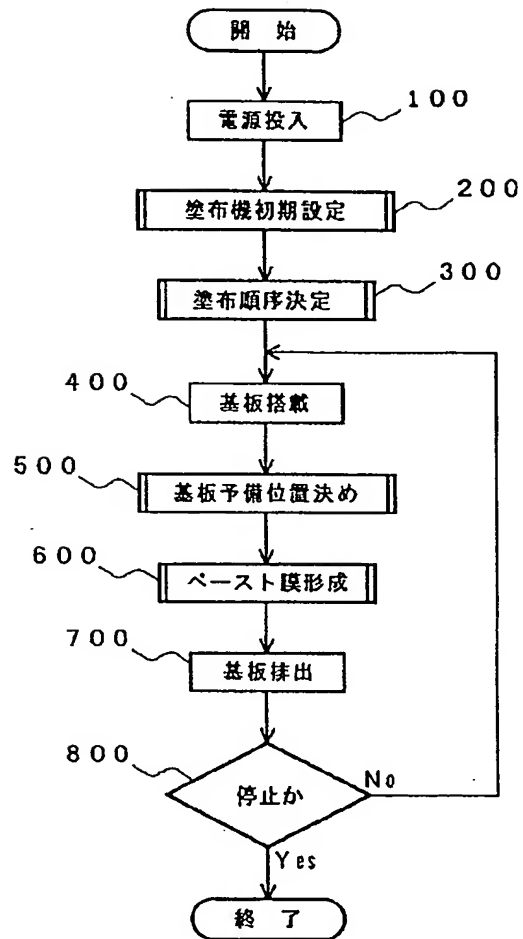 開 始
電源投入
100
塗布機初期設定
200
塗布順序決定
300
400
基板搭載
500
基板予備位置決め
600
ペースト膜形成
700
基板排出
800
停止か
No
Yes
終 了